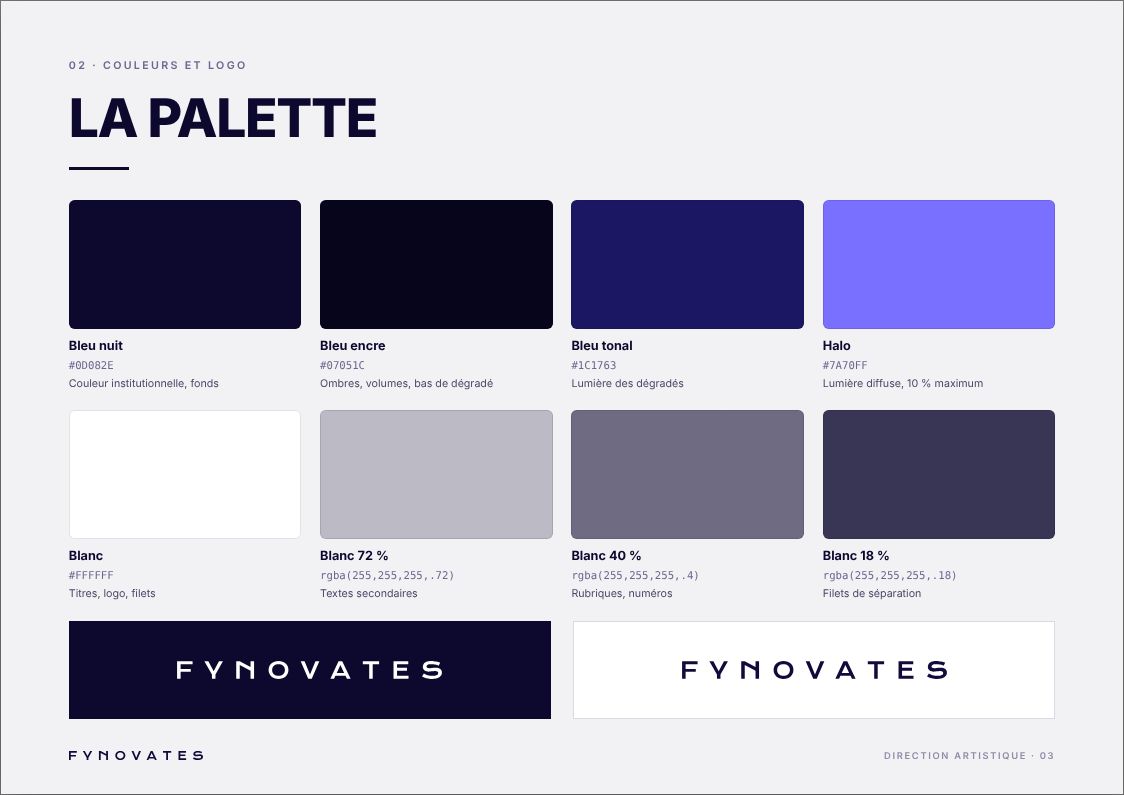 02 · COULEURS ET LOGO
LA PALETTE
Bleu nuit
#0D082E
Couleur institutionnelle, fonds
Bleu encre
#07051C
Ombres, volumes, bas de dégradé
Bleu tonal
#1C1763
Lumière des dégradés
Halo
#7A70FF
Lumière diffuse, 10 % maximum
Blanc
#FFFFFF
Titres, logo, filets
Blanc 72 %
rgba(255,255,255,.72)
Textes secondaires
Blanc 40 %
rgba(255,255,255,.4)
Rubriques, numéros
Blanc 18 %
rgba(255,255,255,.18)
Filets de séparation
FYNOVATES
FYNOVATES
FYNOVATES
DIRECTION ARTISTIQUE · 03